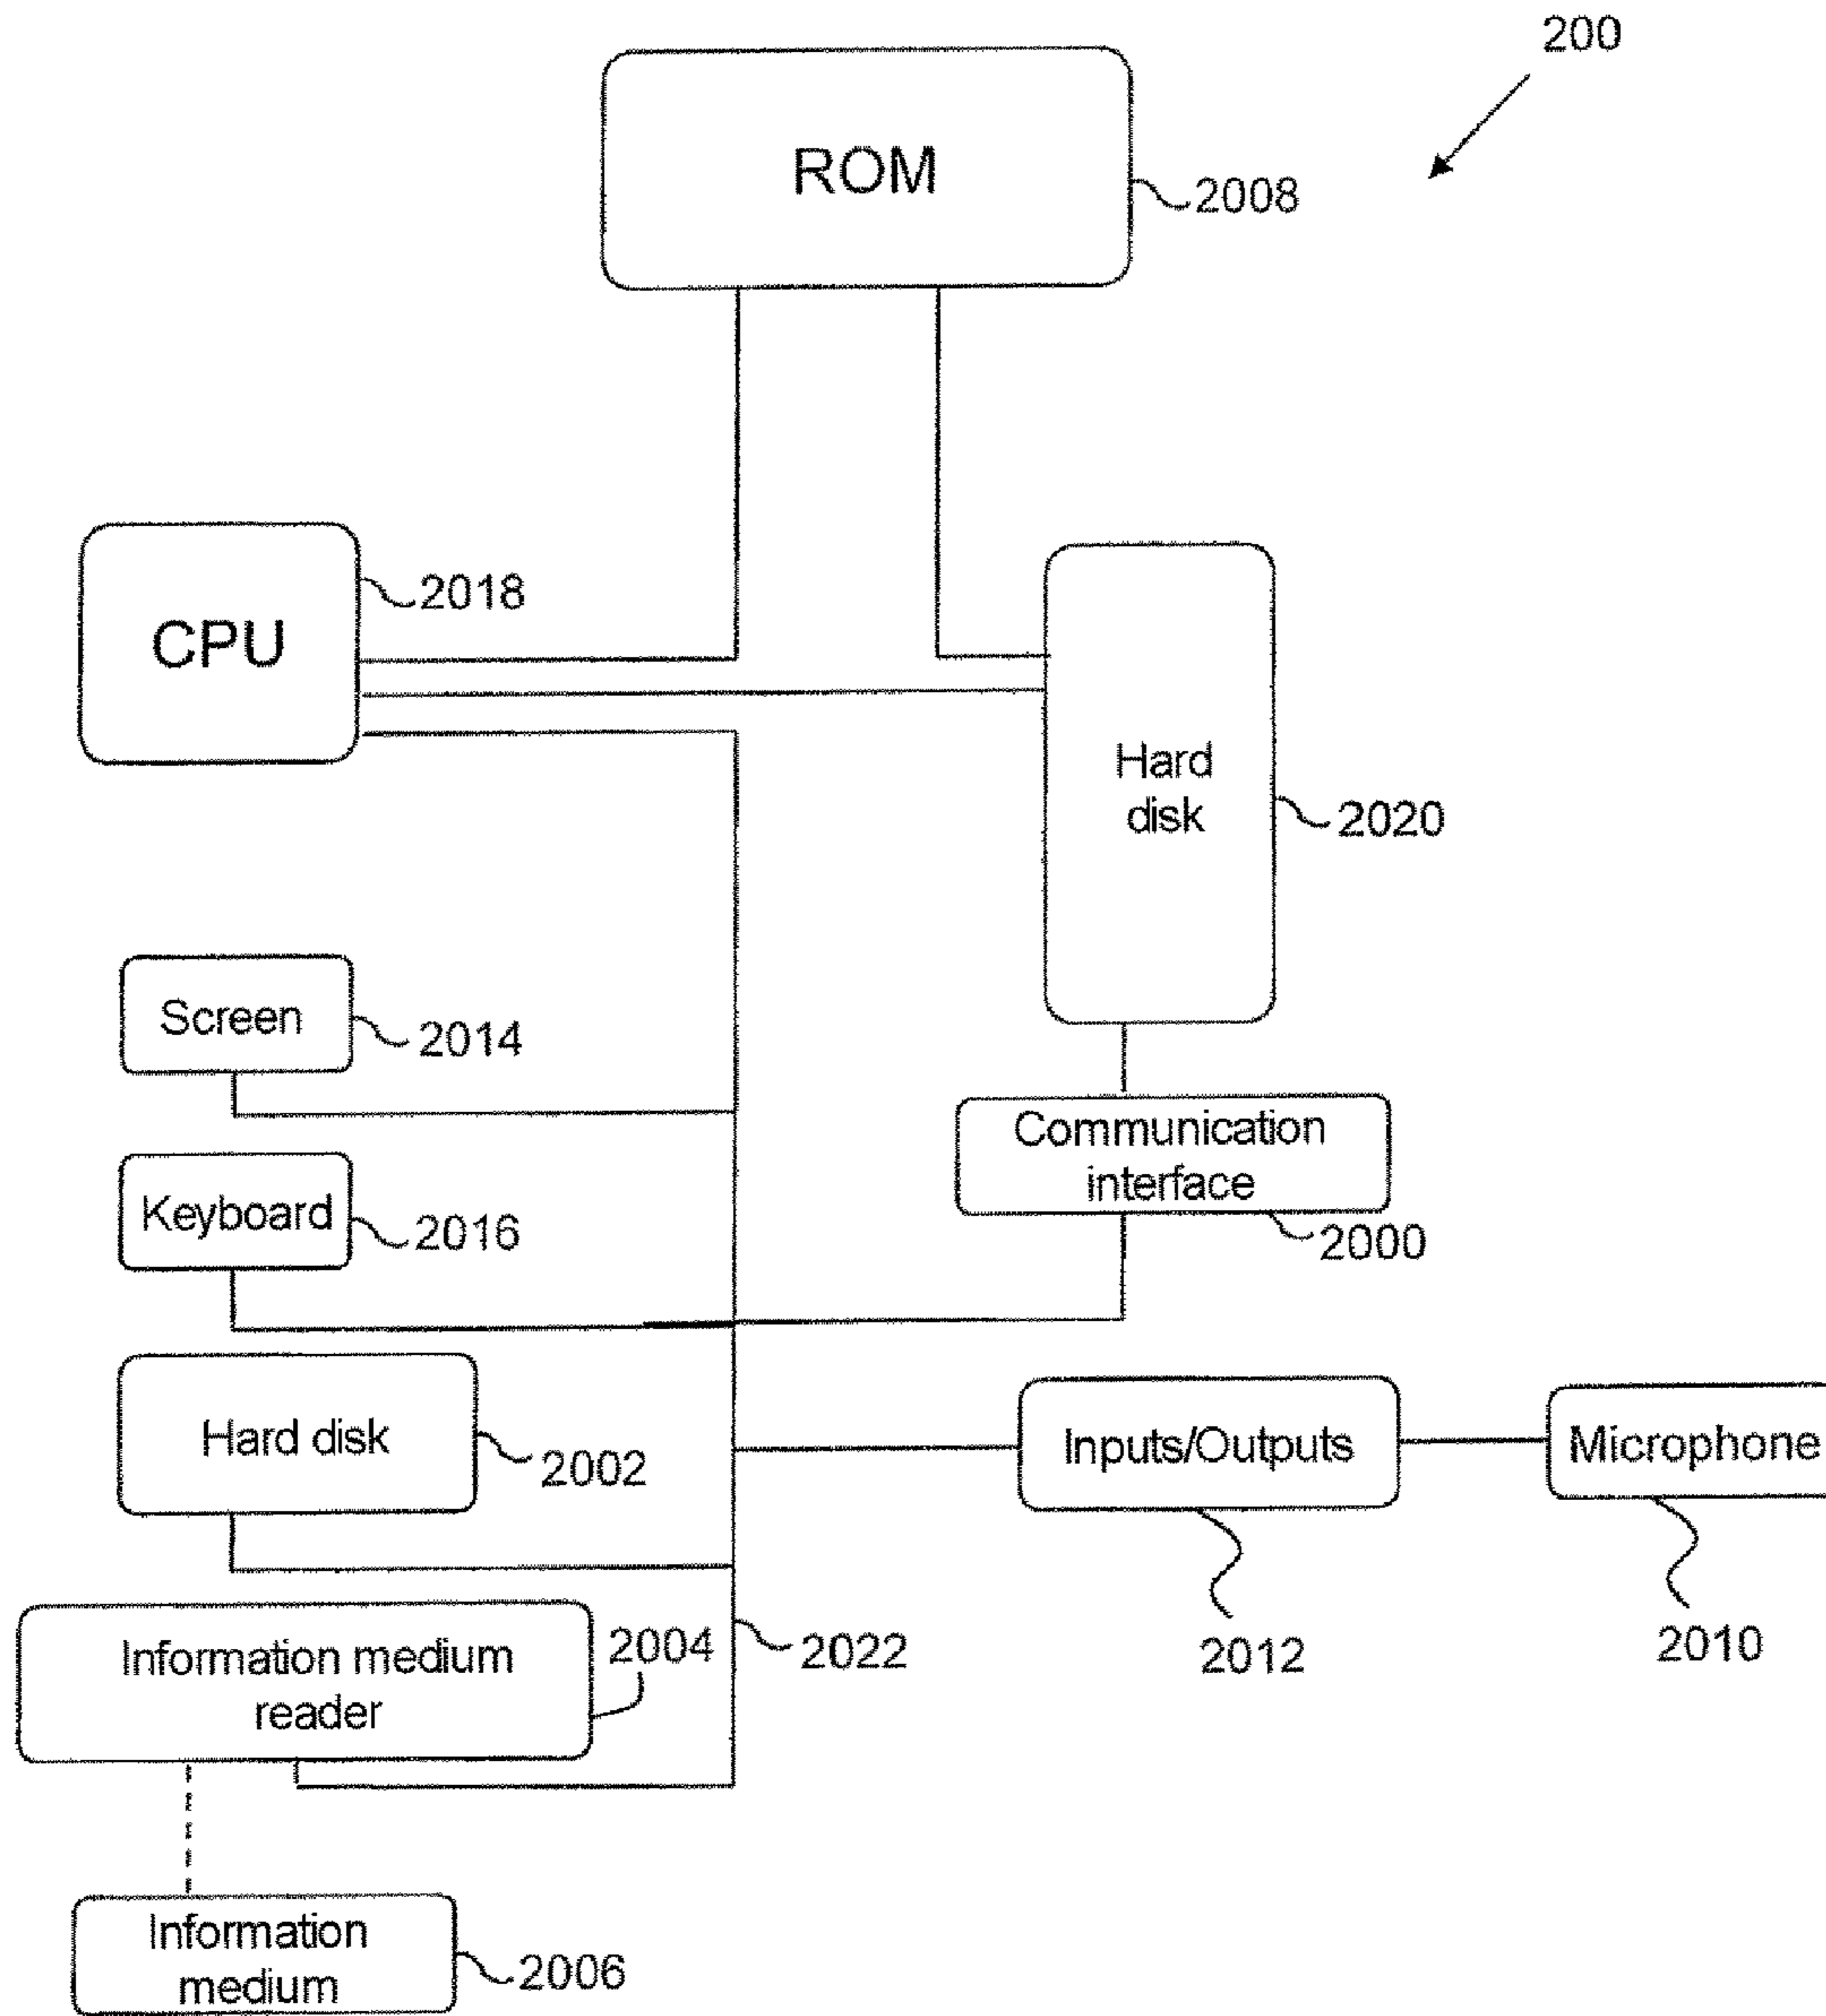 200
ROM
2008
CPU
2018
Hard
disk
2020
Screen
2014
Communication
interface
2000
Keyboard
2016
Hard disk
2002
Inputs/Outputs
2012
Microphone
2010
Information medium
reader
2004
2022
Information
medium
2006